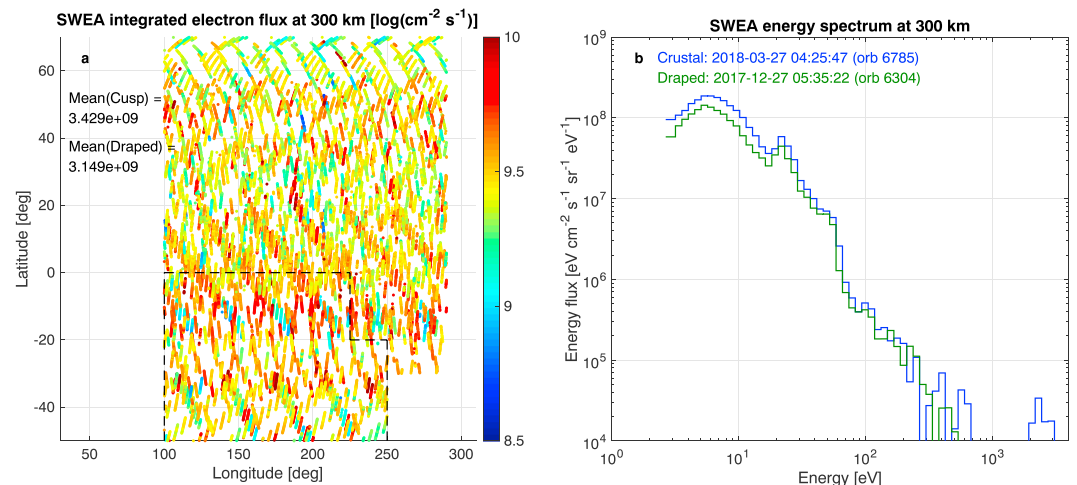 SWEA integrated electron flux at 300 km [log(cm⁻² s⁻¹)]
a
Mean(Cusp) =
3.429e+09
Mean(Draped) =
3.149e+09
60
40
20
0
-20
-40
Latitude [deg]
50
100
150
200
250
300
Longitude [deg]
10
9.5
9
8.5
SWEA energy spectrum at 300 km
b
Crustal: 2018-03-27 04:25:47 (orb 6785)
Draped: 2017-12-27 05:35:22 (orb 6304)
10⁹
10⁸
10⁷
10⁶
10⁵
10⁴
Energy flux [eV cm⁻² s⁻¹ sr⁻¹ eV⁻¹]
10⁰
10¹
10²
10³
Energy [eV]